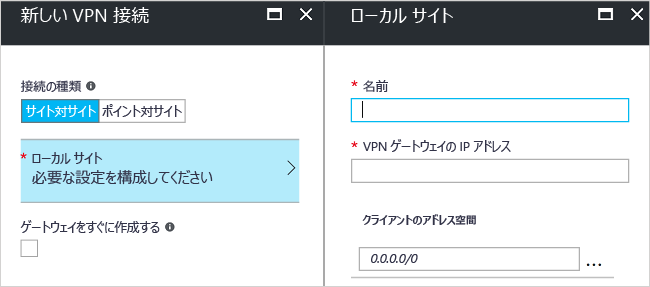 新しい VPN 接続
接続の種類
サイト対サイト ポイント対サイト
* ローカル サイト
必要な設定を構成してください
ゲートウェイをすぐに作成する
ローカル サイト
* 名前
* VPN ゲートウェイの IP アドレス
クライアントのアドレス空間
0.0.0.0/0 ...